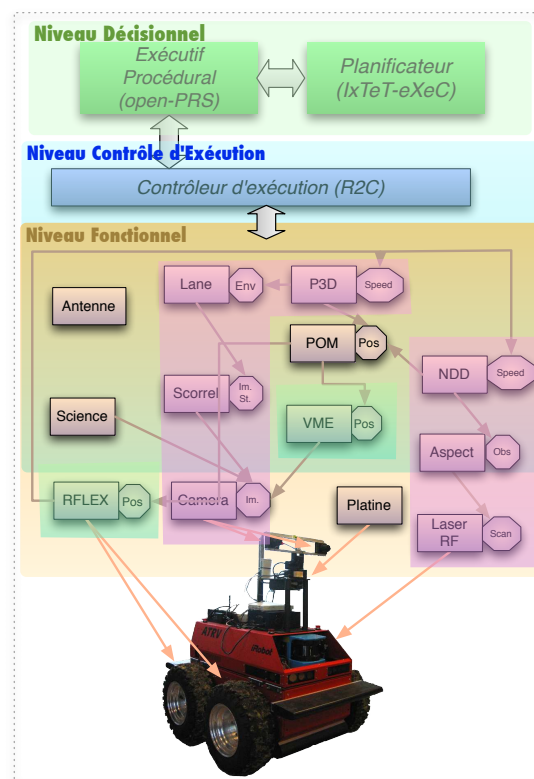 Niveau Décisionnel
Exécutif
Procédural
(open-PRS)
Planificateur
(IxTeT-eXeC)
Niveau Contrôle d'Exécution
Contrôleur d'exécution (R2C)
Niveau Fonctionnel
Lane
Env
P3D
Speed
Antenne
POM
Pos
NDD
Speed
Scorrel
Im.
St.
Science
VME
Pos
Aspect
Obs
RFLEX
Pos
Camera
Im.
Platine
Laser
RF
Scan
ATRV
iRobot